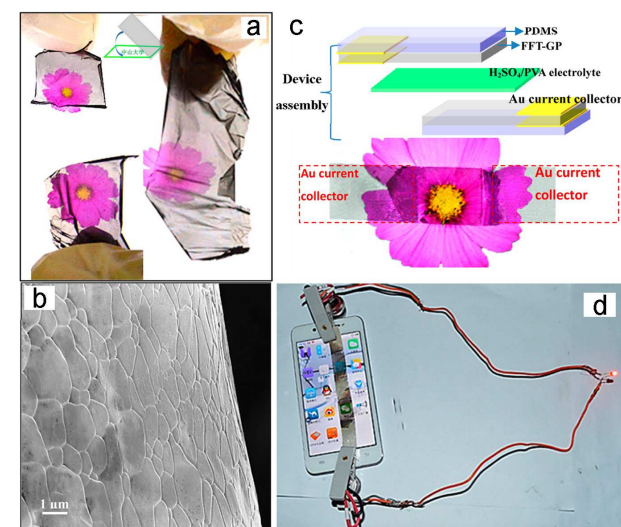 a
中山大学
c
PDMS
FFT-GP
Device
assembly
H₂SO₄/PVA electrolyte
Au current collector
Au current
collector
Au current
collector
b
1 μm
d